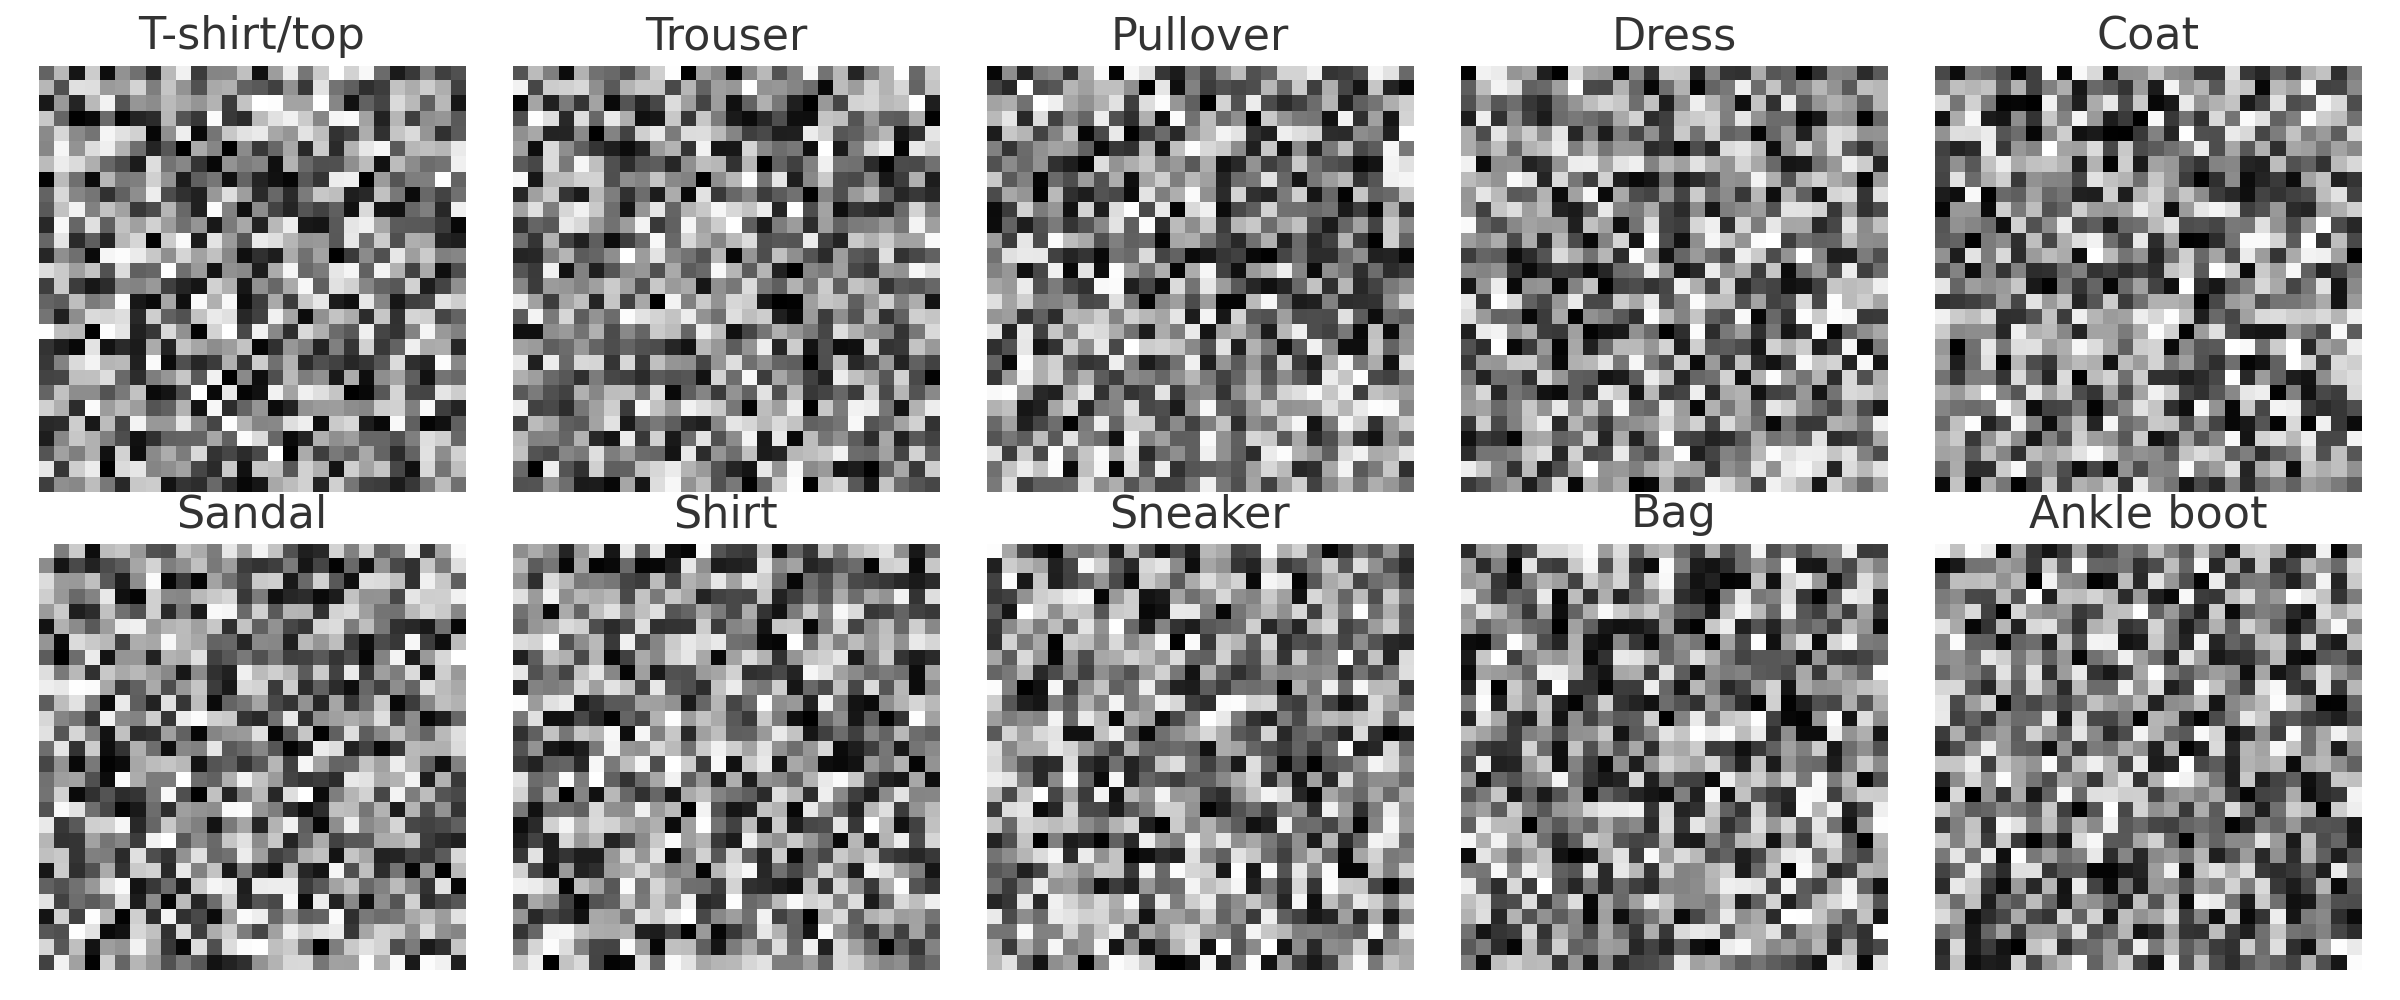 T-shirt/top
Trouser
Pullover
Dress
Coat
Sandal
Shirt
Sneaker
Bag
Ankle boot